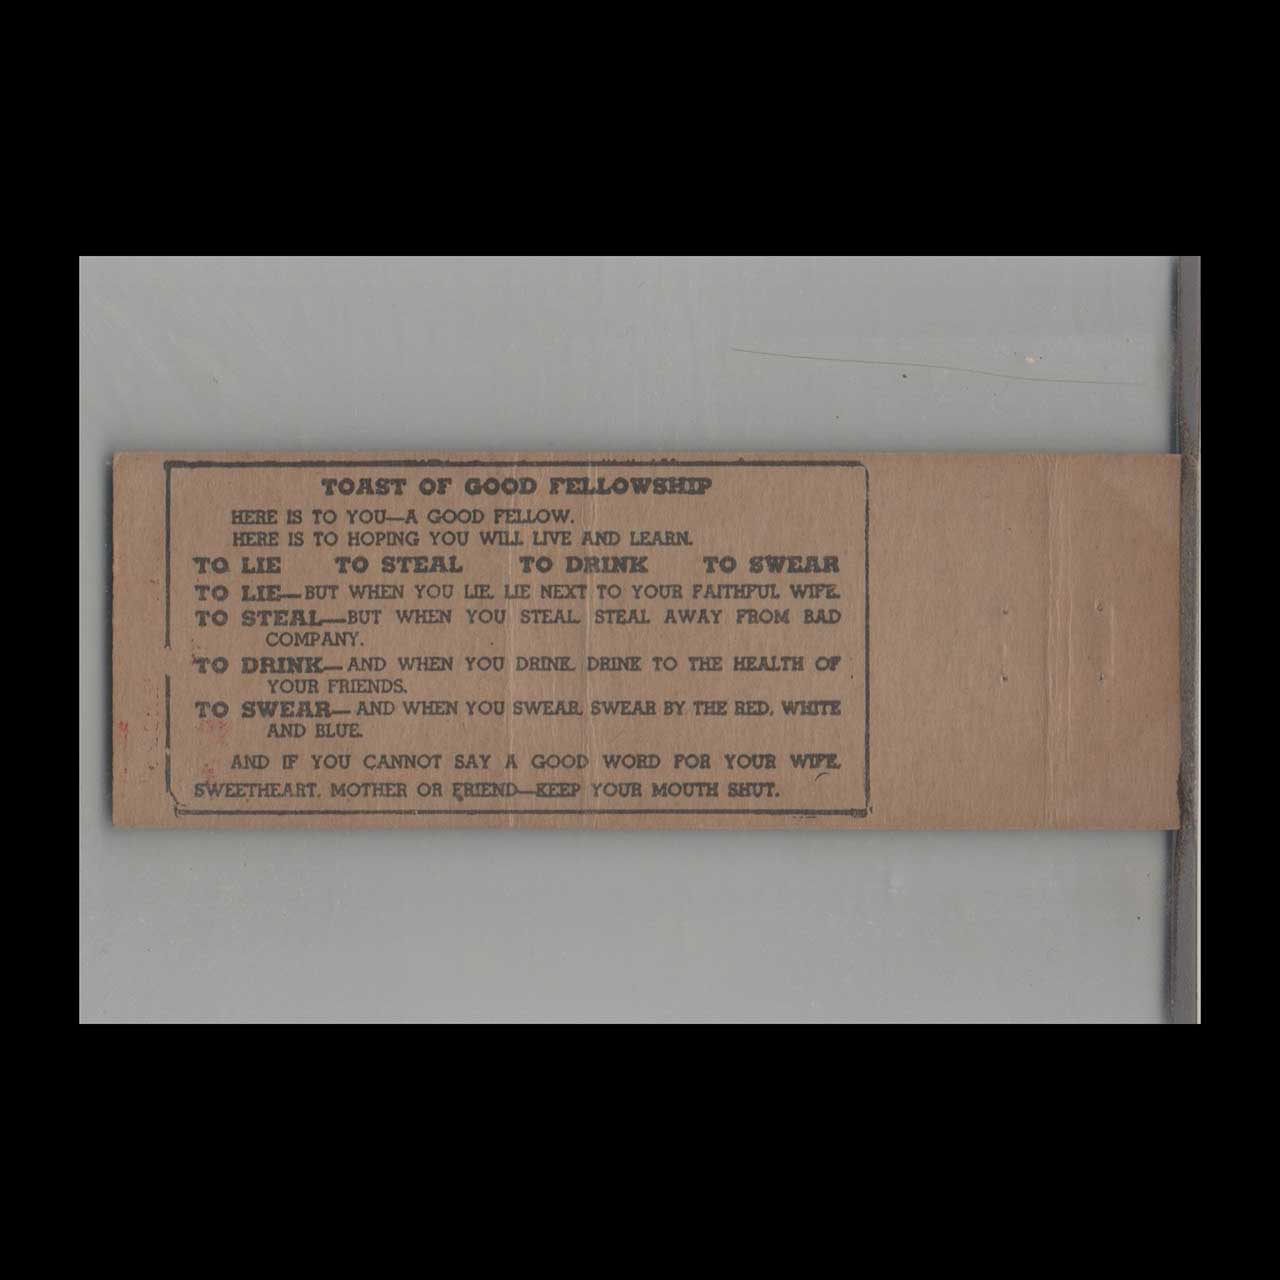 TOAST OF GOOD FELLOWSHIP
HERE IS TO YOU—A GOOD FELLOW.
HERE IS TO HOPING YOU WILL LIVE AND LEARN.
TO LIE TO STEAL TO DRINK TO SWEAR
TO LIE—BUT WHEN YOU LIE, LIE NEXT TO YOUR FAITHFUL WIFE.
TO STEAL—BUT WHEN YOU STEAL, STEAL AWAY FROM BAD
COMPANY.
TO DRINK—AND WHEN YOU DRINK, DRINK TO THE HEALTH OF
YOUR FRIENDS.
TO SWEAR—AND WHEN YOU SWEAR, SWEAR BY THE RED, WHITE
AND BLUE.
AND IF YOU CANNOT SAY A GOOD WORD FOR YOUR WIFE,
SWEETHEART, MOTHER OR FRIEND—KEEP YOUR MOUTH SHUT.